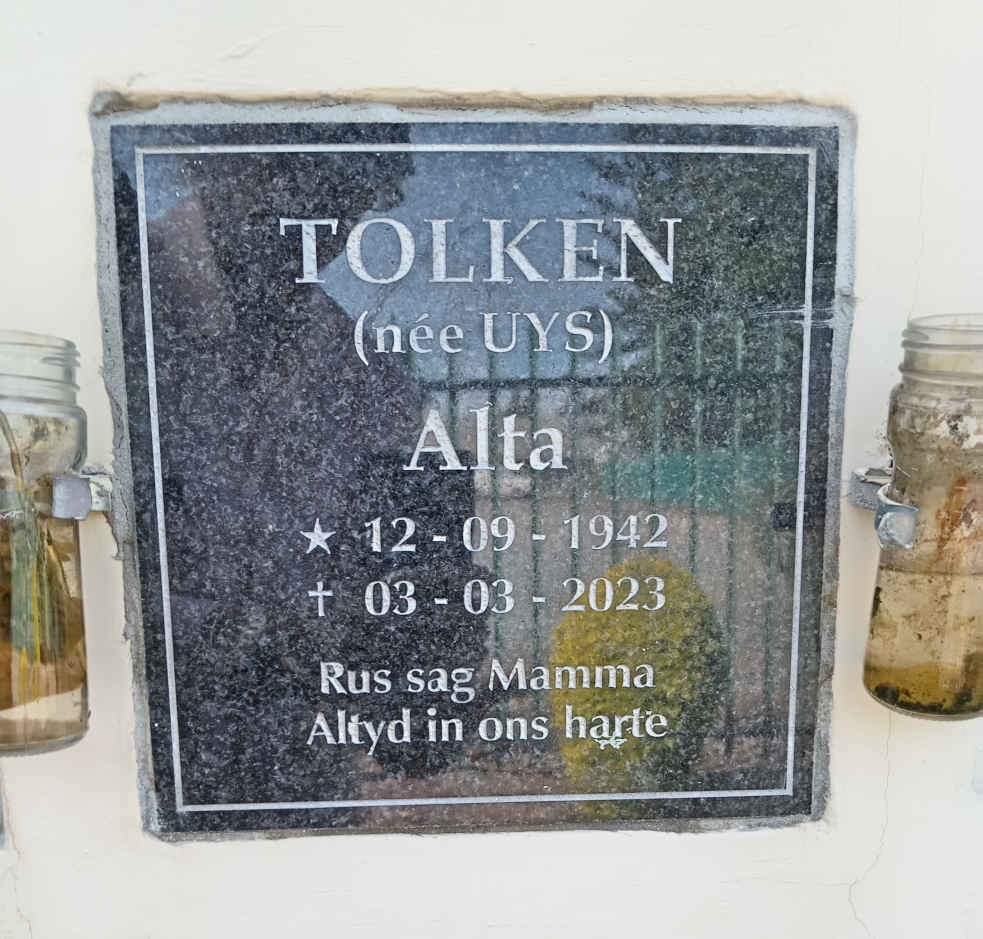 TOLKEN
(née UYS)
Alta
★ 12 - 09 - 1942
† 03 - 03 - 2023
Rus sag Mamma
Altyd in ons harte